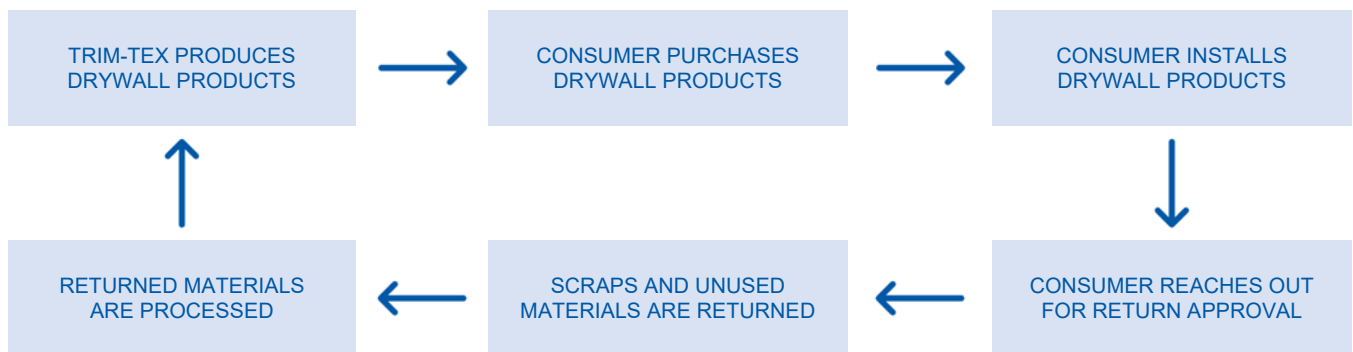 TRIM-TEX PRODUCES
DRYWALL PRODUCTS
CONSUMER PURCHASES
DRYWALL PRODUCTS
CONSUMER INSTALLS
DRYWALL PRODUCTS
CONSUMER REACHES OUT
FOR RETURN APPROVAL
SCRAPS AND UNUSED
MATERIALS ARE RETURNED
RETURNED MATERIALS
ARE PROCESSED